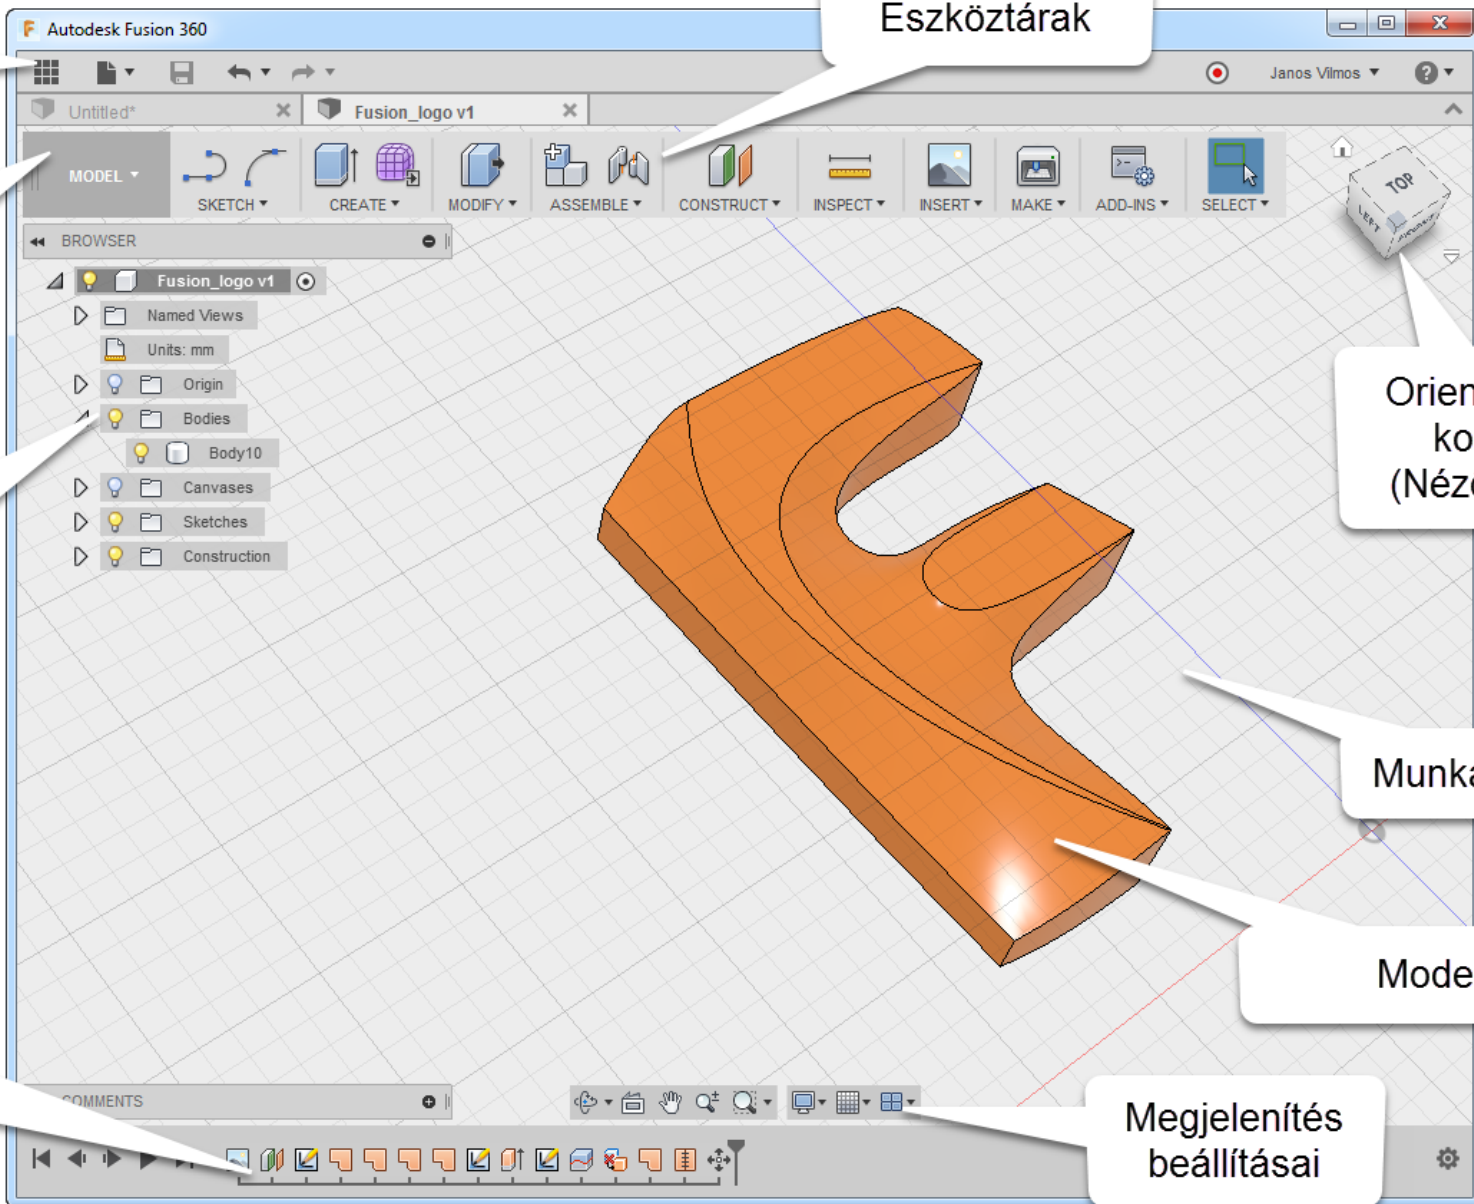 Eszköztárak
Autodesk Fusion 360
Janos Vilmos
Untitled*
Fusion_logo v1
MODEL
SKETCH
CREATE
MODIFY
ASSEMBLE
CONSTRUCT
INSPECT
INSERT
MAKE
ADD-INS
SELECT
TOP
LEFT
BROWSER
Fusion_logo v1
Named Views
Units: mm
Origin
Bodies
Body10
Canvases
Sketches
Construction
Orien
ko
(Néz
Munka
Mode
COMMENTS
Megjelenítés
beállításai